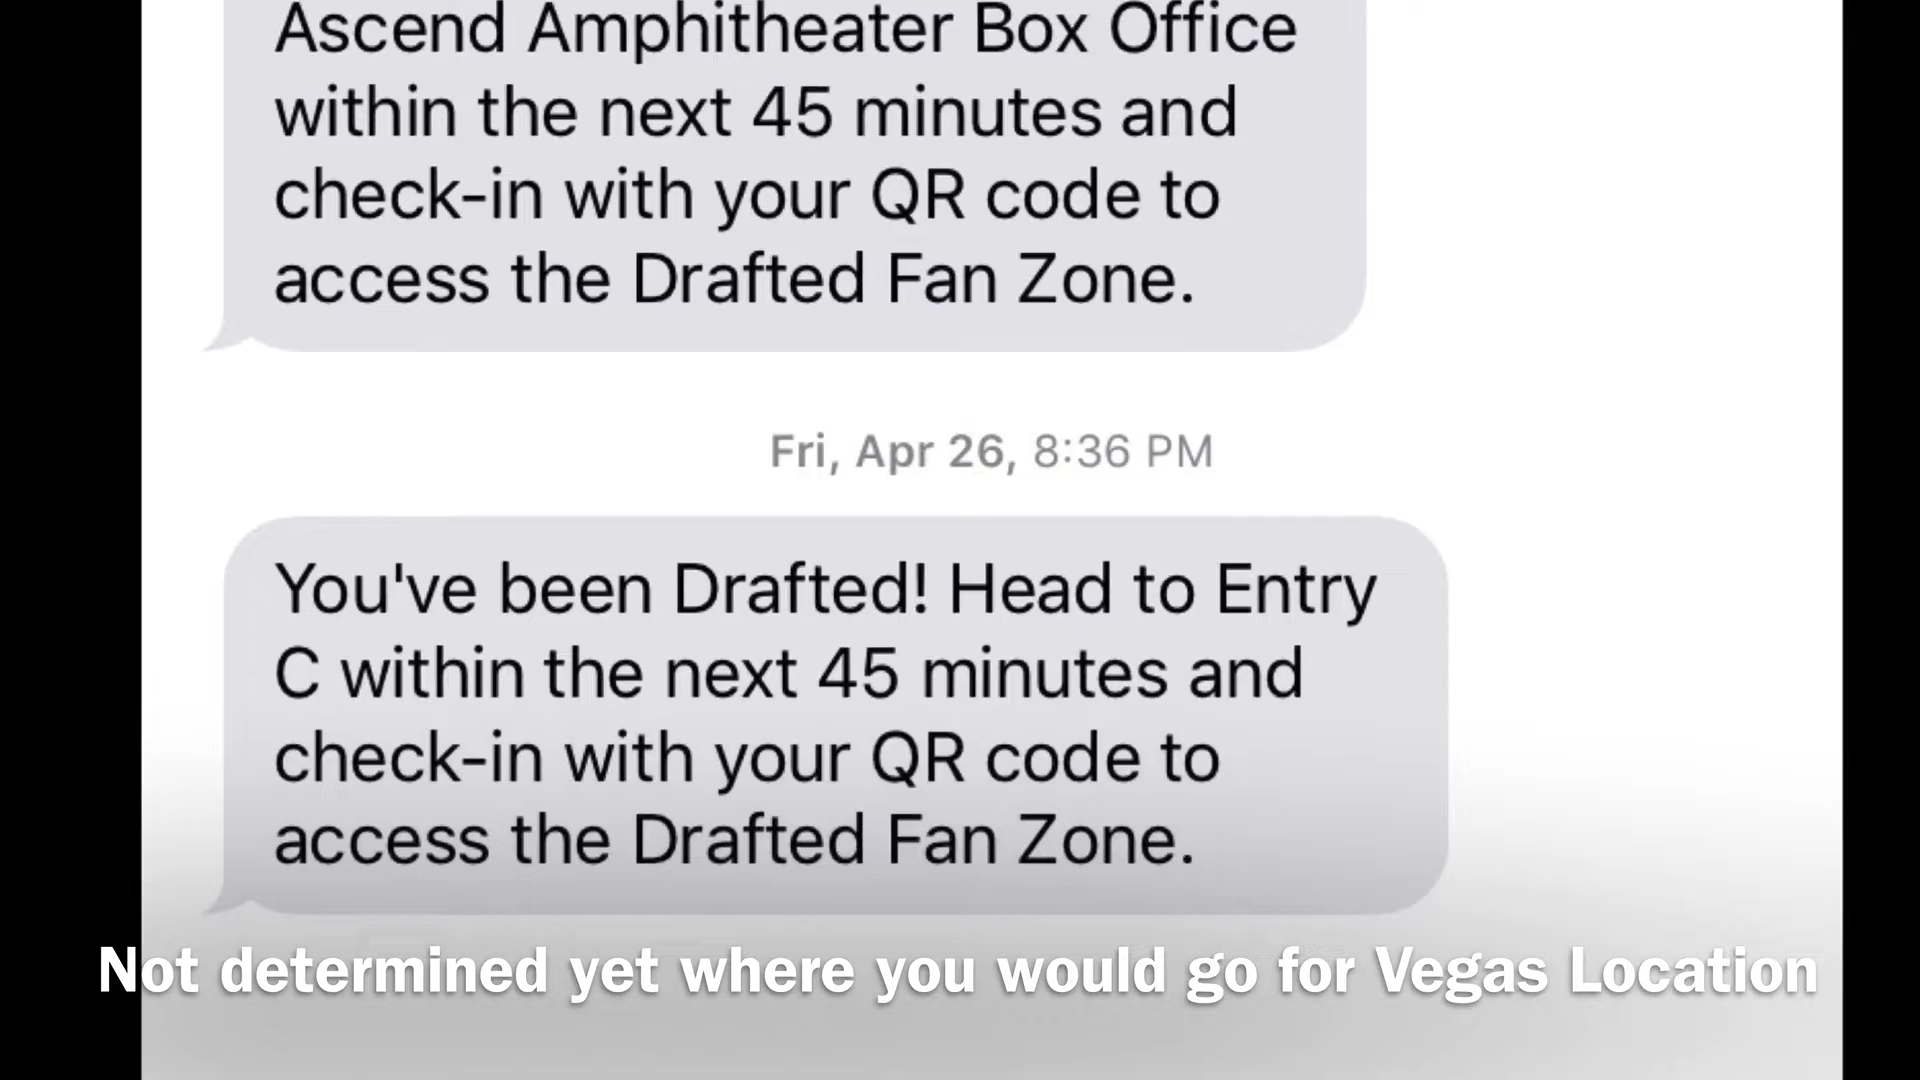 Ascend Amphitheater Box Office
within the next 45 minutes and
check-in with your QR code to
access the Drafted Fan Zone.
Fri, Apr 26, 8:36 PM
You've been Drafted! Head to Entry
C within the next 45 minutes and
check-in with your QR code to
access the Drafted Fan Zone.
Not determined yet where you would go for Vegas Location